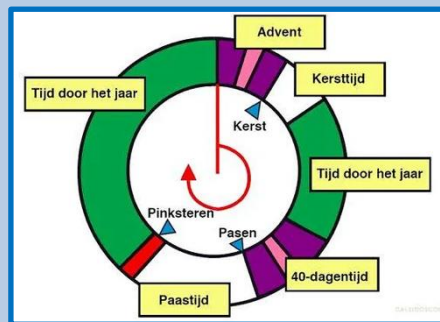 Advent
Tijd door het jaar
Kersttijd
Kerst
Tijd door het jaar
Pinksteren
Pasen
40-dagentijd
Paastijd